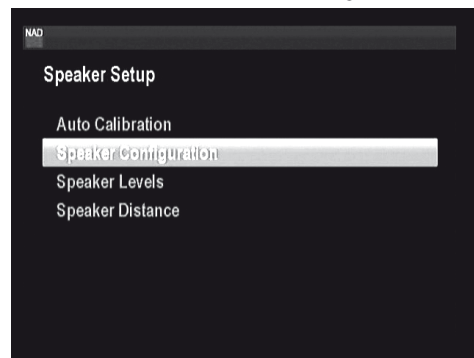 NAD
Speaker Setup
Auto Calibration
Speaker Configuration
Speaker Levels
Speaker Distance